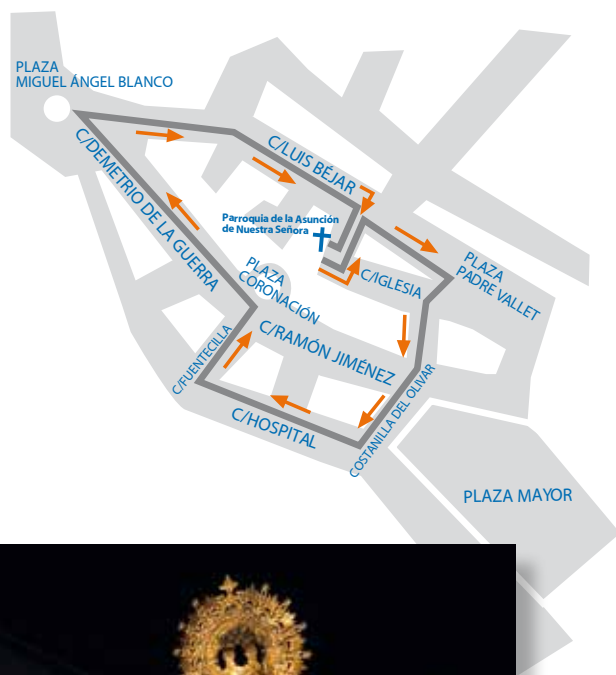 PLAZA
MIGUEL ÁNGEL BLANCO
C/LUIS BÉJAR
C/DEMETRIO DE LA GUERRA
Parroquia de la Asunción
de Nuestra Señora
PLAZA
CORONACIÓN
C/IGLESIA
PLAZA
PADRE VALLET
C/RAMÓN JIMÉNEZ
C/FUENTECILLA
C/HOSPITAL
COSTANILLA DEL OLIVAR
PLAZA MAYOR